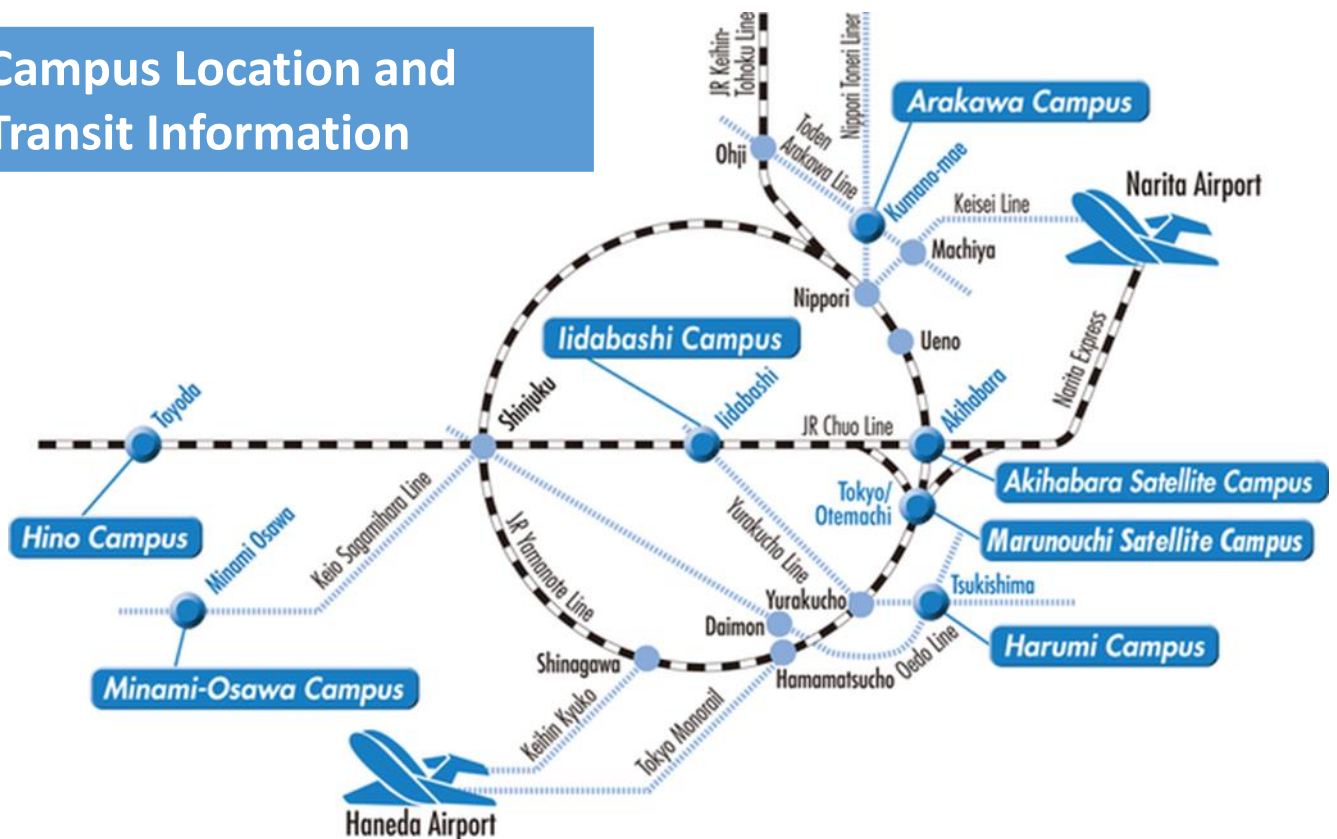 Campus Location and
Transit Information
JR Keihin-
Tohoku Line
Nippori Toneri Liner
Arakawa Campus
Ohji
Toden
Arakawa Line
Kumano-mae
Keisei Line
Narita Airport
Machiya
Nippori
Ueno
Narita Express
Iidabashi Campus
Toyoda
Shinjuku
Iidabashi
JR Chuo Line
Akihabara
Akihabara Satellite Campus
Tokyo/
Otemachi
Hino Campus
Marunouchi Satellite Campus
Keio Sagamihara Line
Minami Osawa
JR Yamanote Line
Yurakucho Line
Yurakucho
Tsukishima
Daimon
Oedo Line
Harumi Campus
Shinagawa
Hamamatsucho
Minami-Osawa Campus
Keihin Kyuko
Tokyo Monorail
Haneda Airport